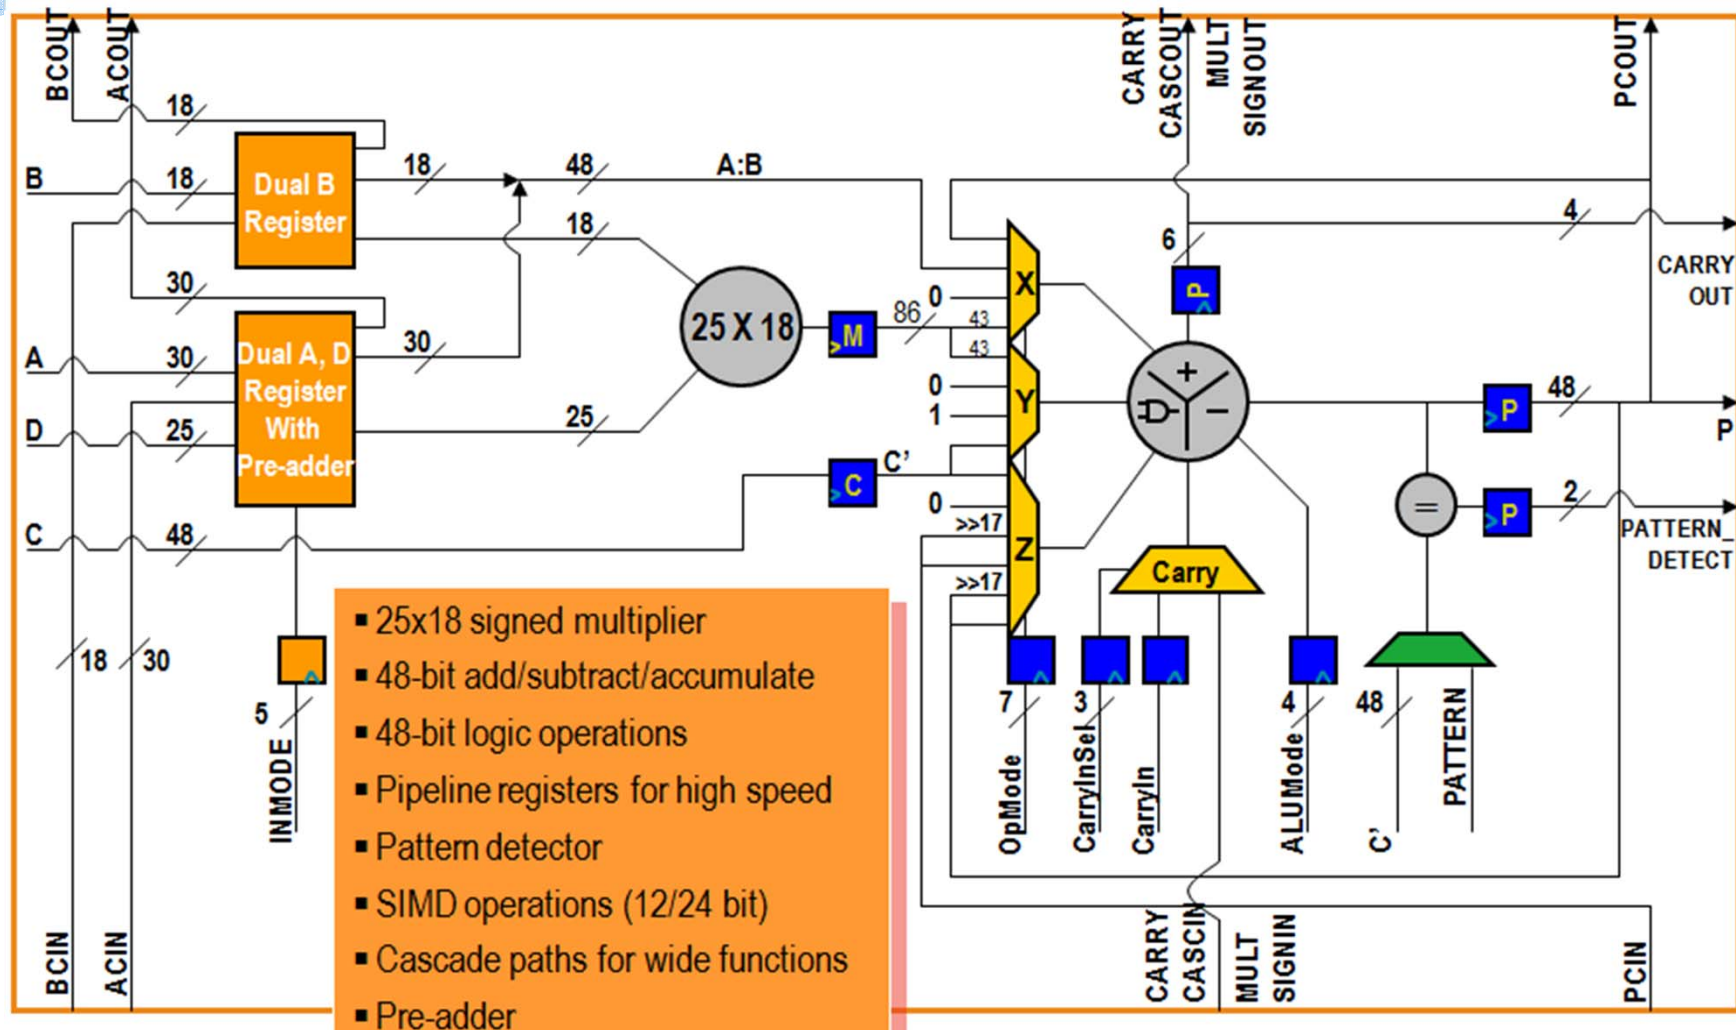 BCOUT
ACOUT
CARRY
CASCOUT
MULT
SIGNOUT
PCOUT
18
B
18
Dual B
Register
18
48
A:B
18
4
6
P
CARRY
OUT
30
A
30
Dual A, D
Register
With
Pre-adder
30
D
25
25
25 X 18
>M
86
0
43
43
X
0
1
Y
+
−
>P
48
P
C
48
>C
C'
0
>>17
Z
>>17
=
>P
2
PATTERN_
DETECT
Carry
18
30
5
INMODE
7
OpMode
3
CarryInSel
CarryIn
4
ALUMode
48
C'
PATTERN
▪ 25x18 signed multiplier
▪ 48-bit add/subtract/accumulate
▪ 48-bit logic operations
▪ Pipeline registers for high speed
▪ Pattern detector
▪ SIMD operations (12/24 bit)
▪ Cascade paths for wide functions
▪ Pre-adder
BCIN
ACIN
CARRY
CASCIN
MULT
SIGNIN
PCIN